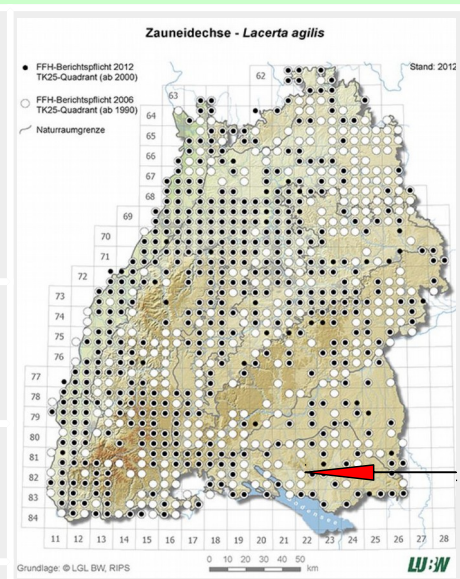 Zauneidechse - Lacerta agilis
FFH-Berichtspflicht 2012
TK25-Quadrant (ab 2000)
Stand: 2012
FFH-Berichtspflicht 2006
TK25-Quadrant (ab 1990)
Naturraumgrenze
62
63
64
65
66
67
68
69
70
71
72
73
74
75
76
77
78
79
80
81
82
83
84
11 12 13 14 15 16 17 18 19 20 21 22 23 24 25 26 27 28
0 10 20 30 40 50
km
Grundlage: © LGL BW, RIPS
LUBW